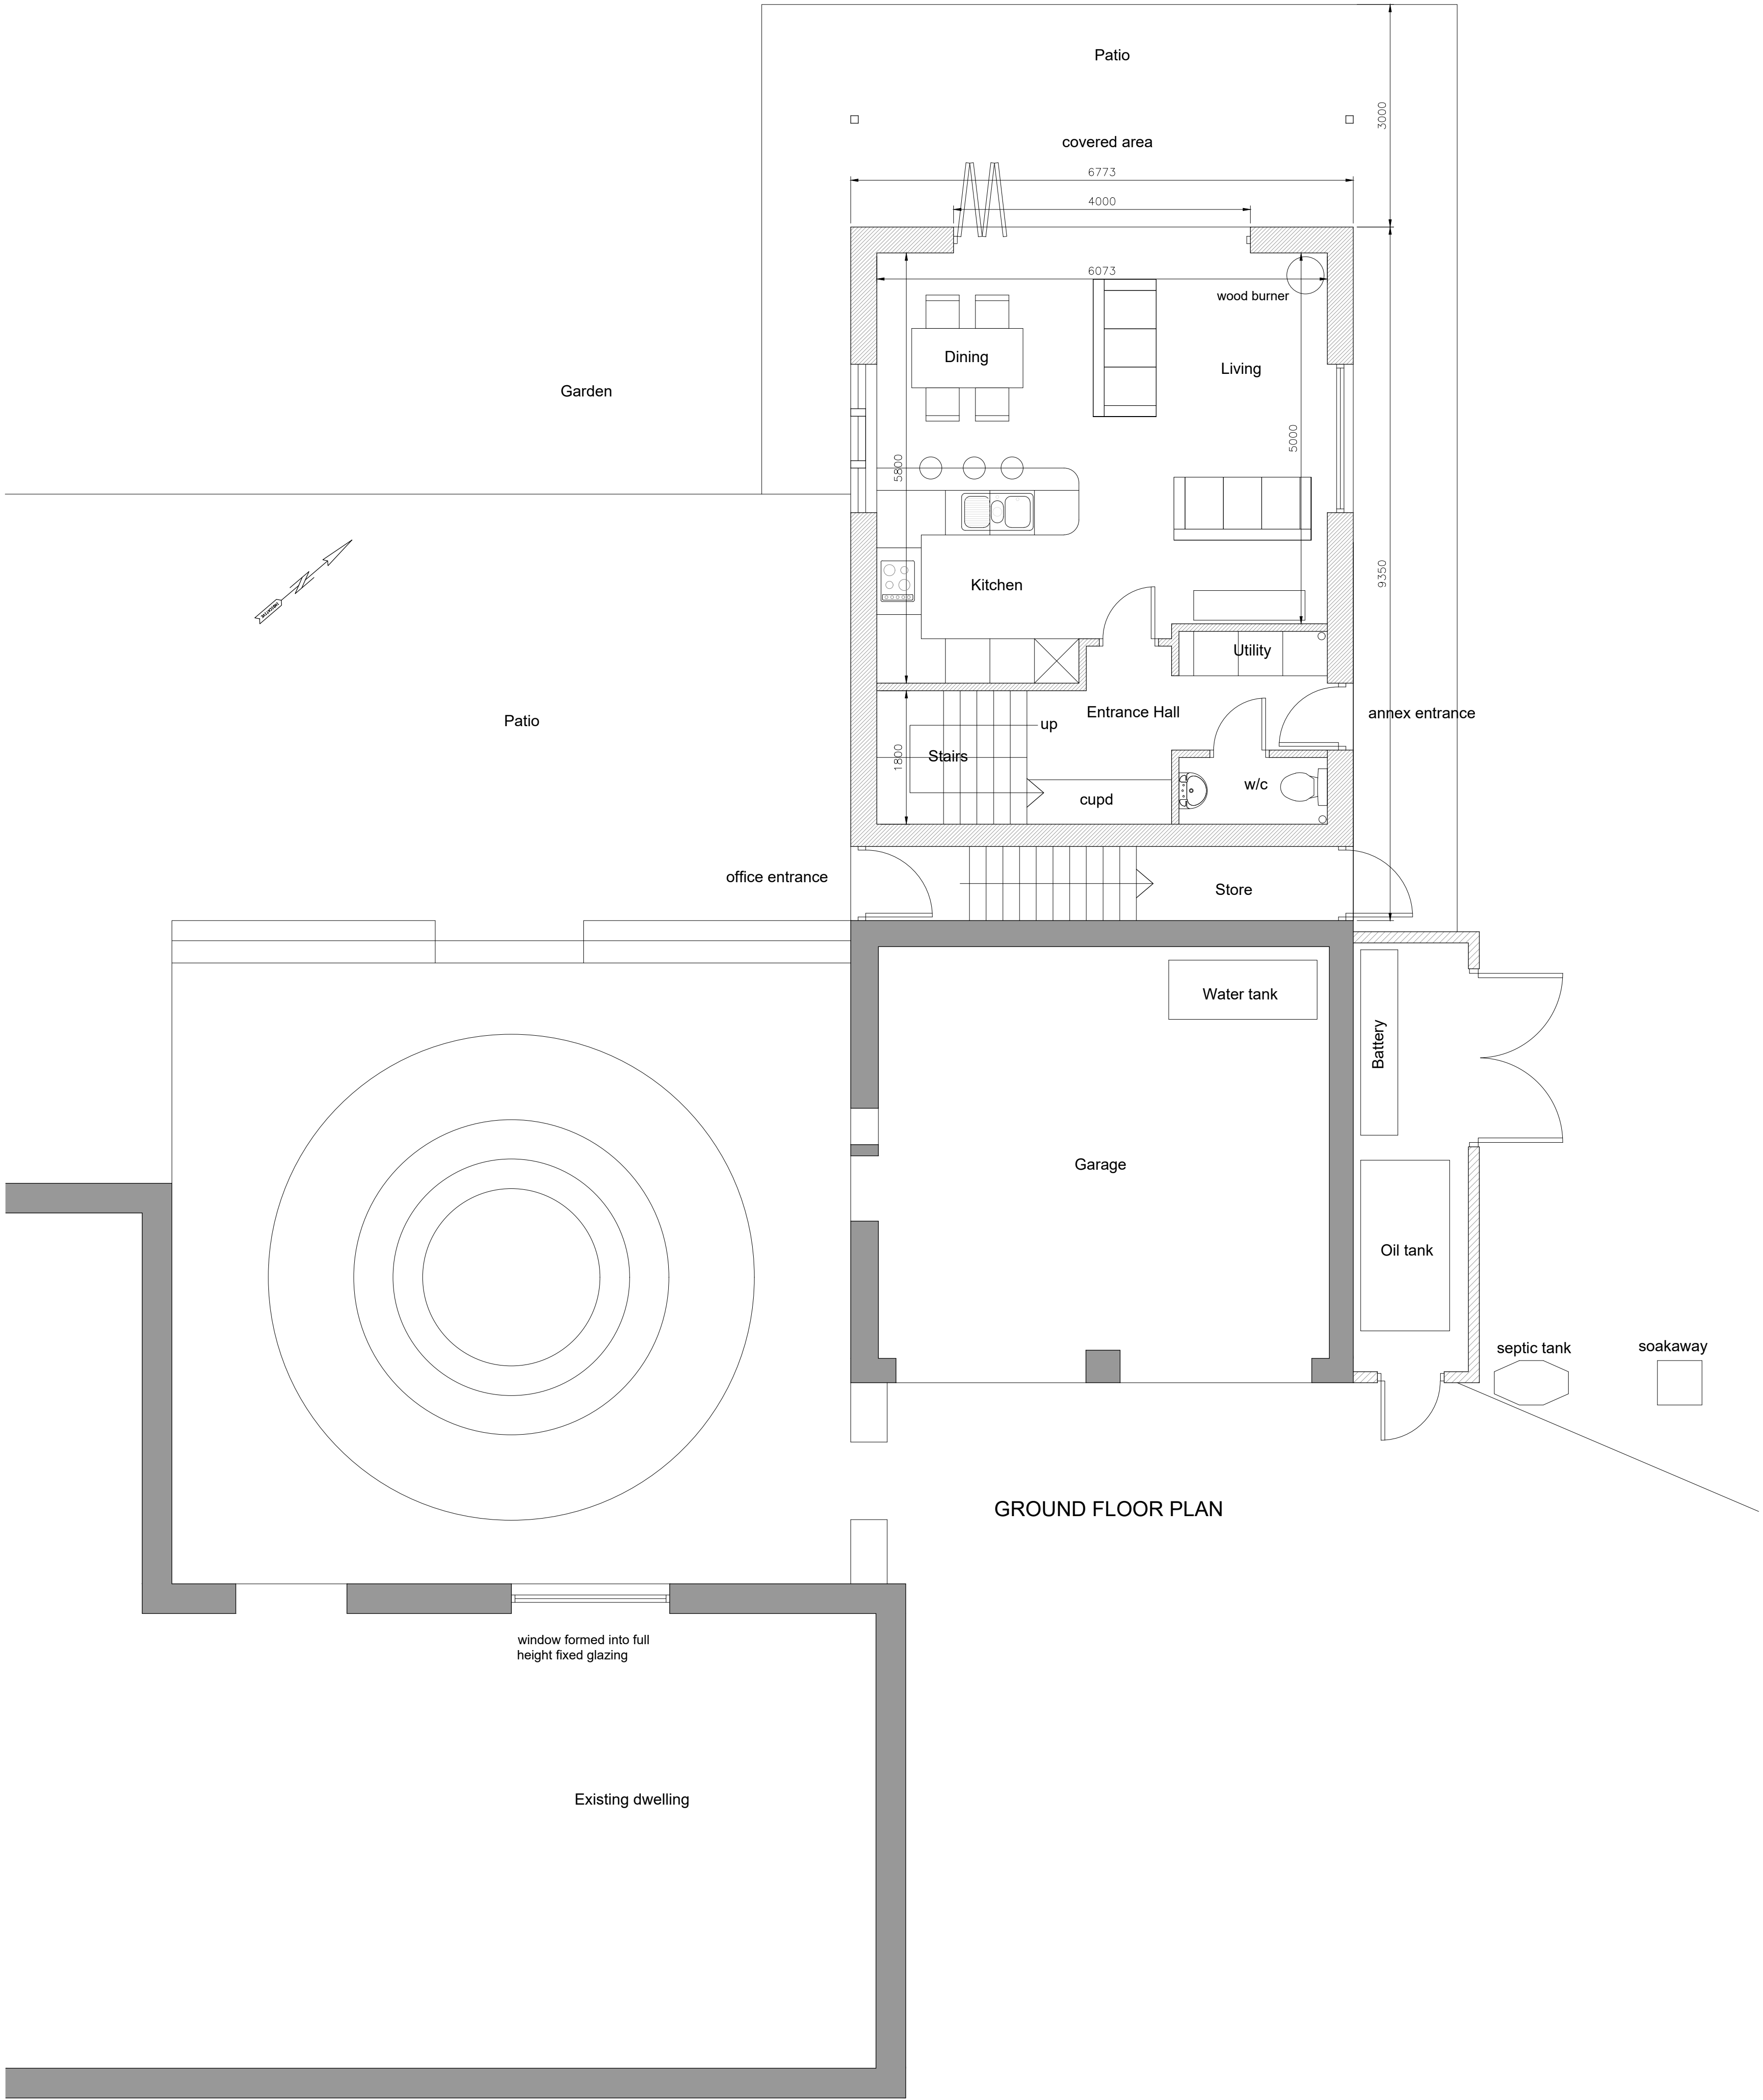 Patio
3000
covered area
6773
4000
6073
wood burner
Dining
Living
Garden
5000
5800
9350
Kitchen
N
Utility
Entrance Hall
annex entrance
Patio
up
Stairs
1800
w/c
cupd
office entrance
Store
Water tank
Battery
Garage
Oil tank
septic tank
soakaway
GROUND FLOOR PLAN
window formed into full
height fixed glazing
Existing dwelling